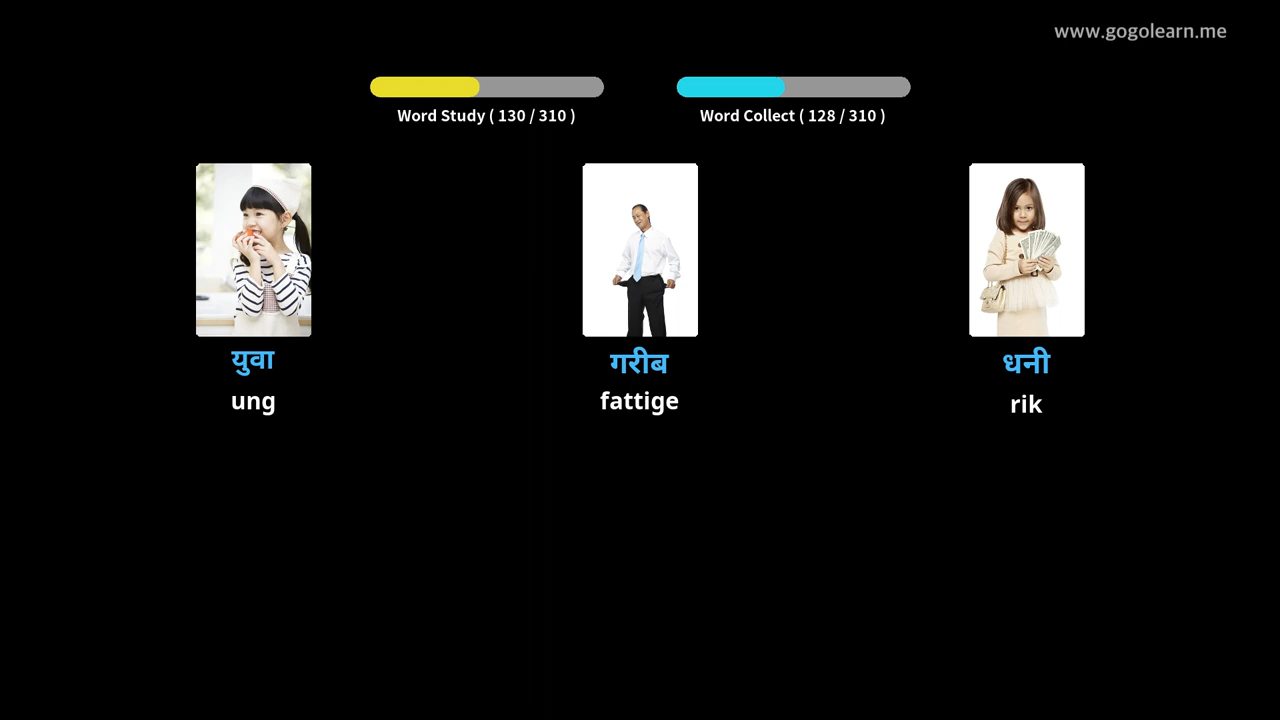 www.gogolearn.me
Word Study ( 130 / 310 )
Word Collect ( 128 / 310 )
युवा
ung
गरीब
fattige
धनी
rik